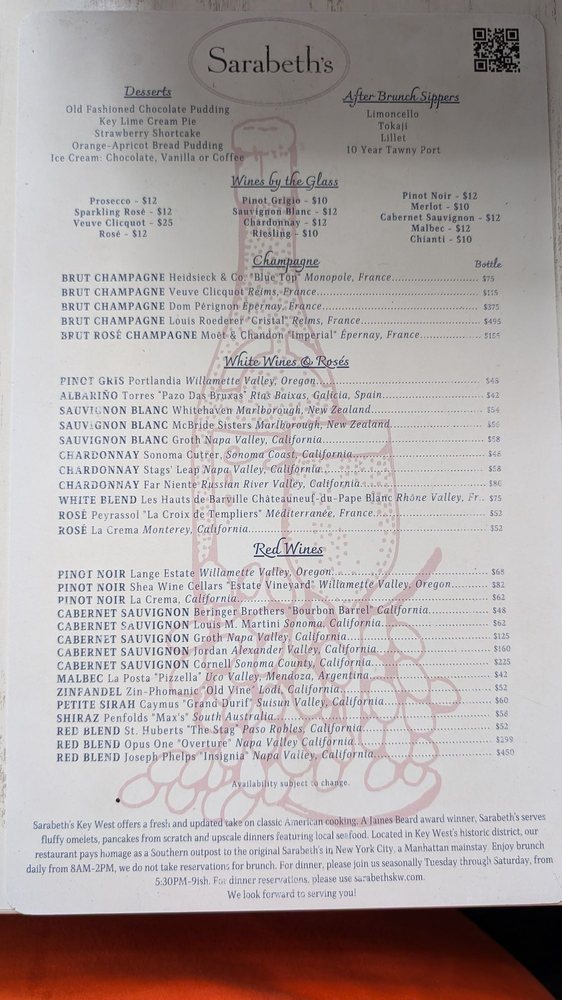 Sarabeth's
Desserts
Old Fashioned Chocolate Pudding
Key Lime Cream Pie
Strawberry Shortcake
Orange-Apricot Bread Pudding
Ice Cream: Chocolate, Vanilla or Coffee
After Brunch Sippers
Limoncello
Tokaji
Lillet
10 Year Tawny Port
Wines by the Glass
Prosecco - $12
Sparkling Rosé - $12
Veuve Clicquot - $25
Rosé - $12
Pinot Grigio - $10
Sauvignon Blanc - $12
Chardonnay - $12
Riesling - $10
Pinot Noir - $12
Merlot - $10
Cabernet Sauvignon - $12
Malbec - $12
Chianti - $10
Champagne
Bottle
BRUT CHAMPAGNE Heidsieck & Co. "Blue Top" Monopole, France $75
BRUT CHAMPAGNE Veuve Clicquot Reims, France $115
BRUT CHAMPAGNE Dom Pérignon Épernay, France $375
BRUT CHAMPAGNE Louis Roederer "Cristal" Reims, France $495
BRUT ROSÉ CHAMPAGNE Moët & Chandon "Imperial" Épernay, France
White Wines & Rosés
PINOT GRIS Portlandia Willamette Valley, Oregon $48
ALBARIÑO Torres "Pazo Das Bruxas" Rías Baixas, Galicia, Spain $42
SAUVIGNON BLANC Whitehaven Marlborough, New Zealand $54
SAUVIGNON BLANC McBride Sisters Marlborough, New Zealand
SAUVIGNON BLANC Groth Napa Valley, California $58
CHARDONNAY Sonoma Cutrer, Sonoma Coast, California
CHARDONNAY Stags' Leap Napa Valley, California $58
CHARDONNAY Far Niente Russian River Valley, California
WHITE BLEND Les Hauts de Barville Châteauneuf-du-Pape Blanc Rhône Valley, Fr.. $75
ROSÉ Peyrassol "La Croix de Templiers" Méditerranée, France $52
ROSÉ La Crema Monterey, California $52
Red Wines
PINOT NOIR Lange Estate Willamette Valley, Oregon $68
PINOT NOIR Shea Wine Cellars "Estate Vineyard" Willamette Valley, Oregon $82
PINOT NOIR La Crema, California $62
CABERNET SAUVIGNON Beringer Brothers "Bourbon Barrel" California $48
CABERNET SAUVIGNON Louis M. Martini Sonoma, California $62
CABERNET SAUVIGNON Groth Napa Valley, California $125
CABERNET SAUVIGNON Jordan Alexander Valley, California $160
CABERNET SAUVIGNON Cornell Sonoma County, California $225
MALBEC La Posta "Pizzella" Uco Valley, Mendoza, Argentina $42
ZINFANDEL Zin-Phomanic "Old Vine" Lodi, California $52
PETITE SIRAH Caymus "Grand Durif" Suisun Valley, California $60
SHIRAZ Penfolds "Max's" South Australia $58
RED BLEND St. Huberts "The Stag" Paso Robles, California $52
RED BLEND Opus One "Overture" Napa Valley California $299
RED BLEND Joseph Phelps "Insignia" Napa Valley, California $450
Availability subject to change.
Sarabeth's Key West offers a fresh and updated take on classic American cooking. A James Beard award winner, Sarabeth's serves
fluffy omelets, pancakes from scratch and upscale dinners featuring local seafood. Located in Key West's historic district, our
restaurant pays homage as a Southern outpost to the original Sarabeth's in New York City, a Manhattan mainstay. Enjoy brunch
daily from 8AM-2PM, we do not take reservations for brunch. For dinner, please join us seasonally Tuesday through Saturday, from
5:30PM-9ish. For dinner reservations, please use sarabethskw.com.
We look forward to serving you!